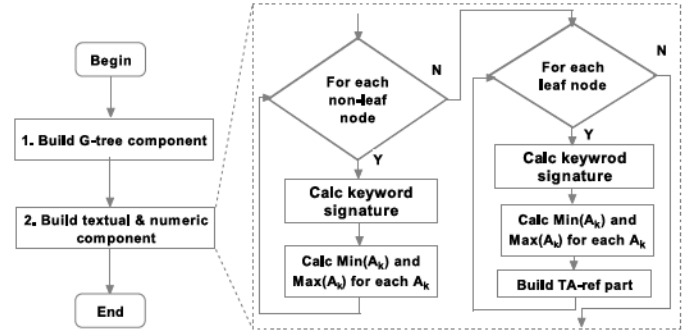 Begin
1. Build G-tree component
2. Build textual & numeric
component
End
For each
non-leaf
node
N
Y
Calc keyword
signature
Calc Min(Aₖ) and
Max(Aₖ) for each Aₖ
For each
leaf node
N
Y
Calc keywrod
signature
Calc Min(Aₖ) and
Max(Aₖ) for each Aₖ
Build TA-ref part